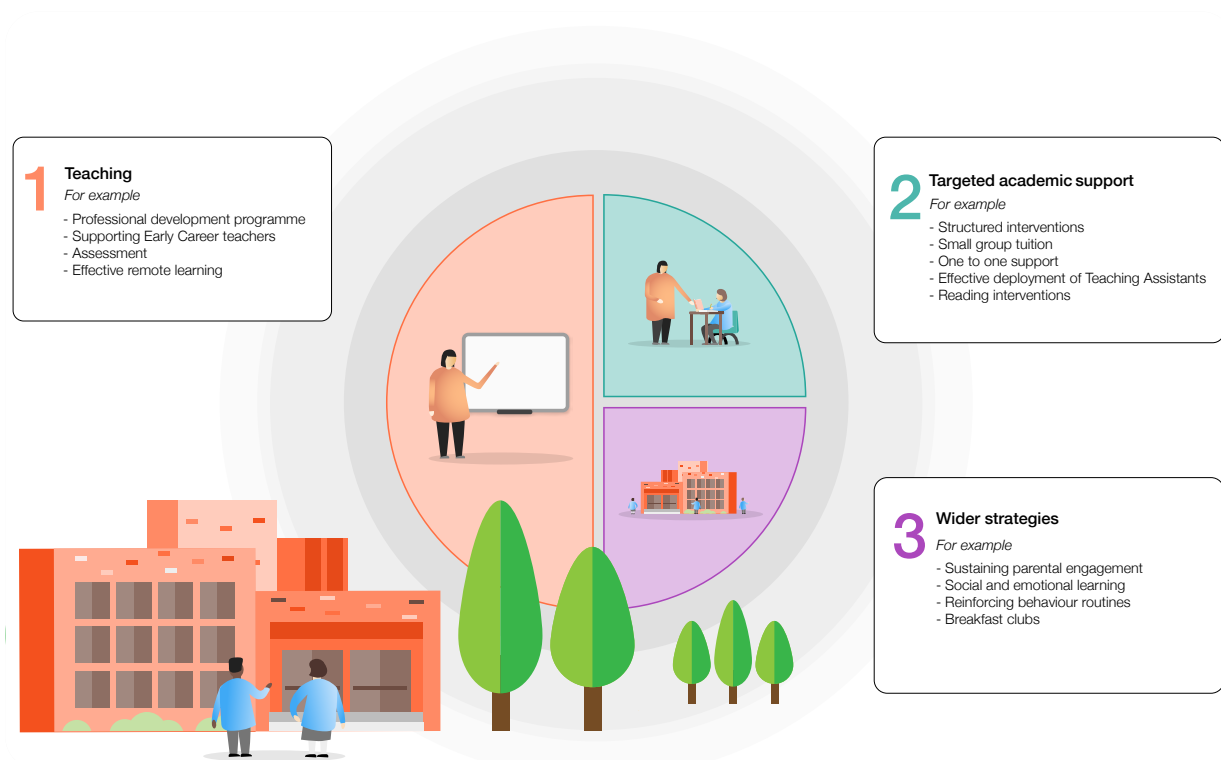 1
Teaching
For example
- Professional development programme
- Supporting Early Career teachers
- Assessment
- Effective remote learning
2
Targeted academic support
For example
- Structured interventions
- Small group tuition
- One to one support
- Effective deployment of Teaching Assistants
- Reading interventions
3
Wider strategies
For example
- Sustaining parental engagement
- Social and emotional learning
- Reinforcing behaviour routines
- Breakfast clubs